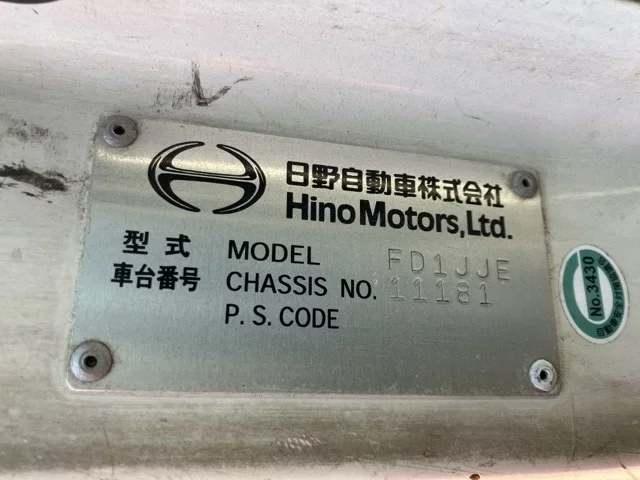 日野自動車株式会社
Hino Motors, Ltd.
型式 MODEL FD1JJE
車台番号 CHASSIS NO. 11181
P.S. CODE
No.3430